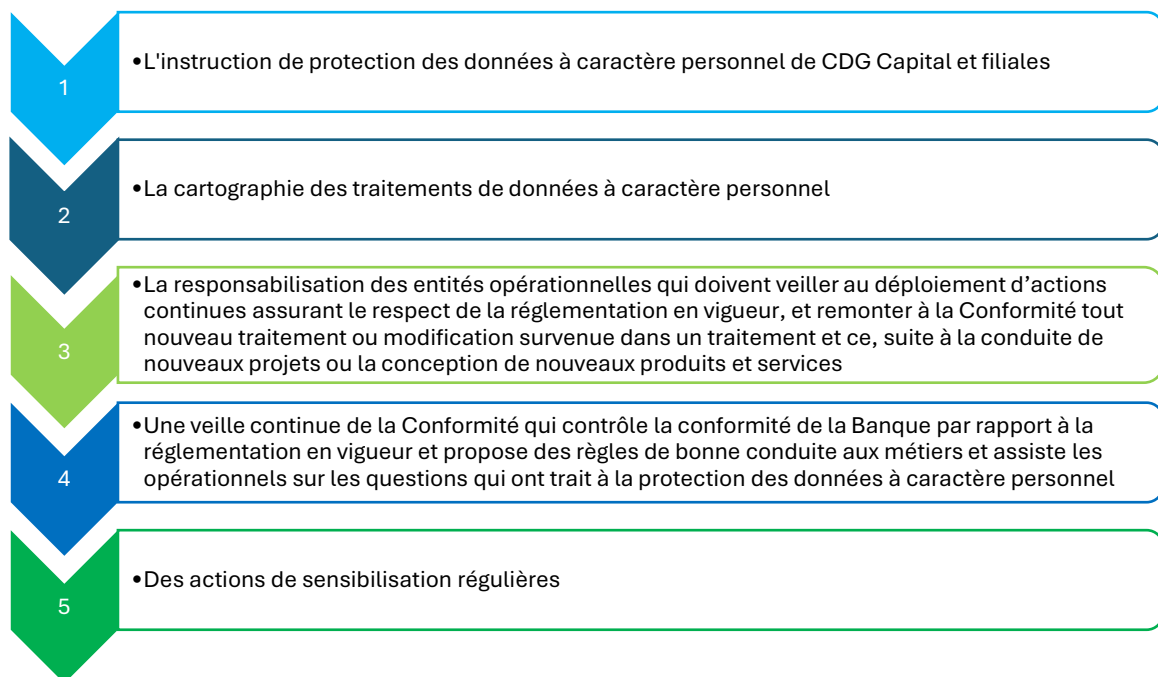 1
•L'instruction de protection des données à caractère personnel de CDG Capital et filiales
2
•La cartographie des traitements de données à caractère personnel
3
•La responsabilisation des entités opérationnelles qui doivent veiller au déploiement d’actions
continues assurant le respect de la réglementation en vigueur, et remonter à la Conformité tout
nouveau traitement ou modification survenue dans un traitement et ce, suite à la conduite de
nouveaux projets ou la conception de nouveaux produits et services
4
•Une veille continue de la Conformité qui contrôle la conformité de la Banque par rapport à la
réglementation en vigueur et propose des règles de bonne conduite aux métiers et assiste les
opérationnels sur les questions qui ont trait à la protection des données à caractère personnel
5
•Des actions de sensibilisation régulières